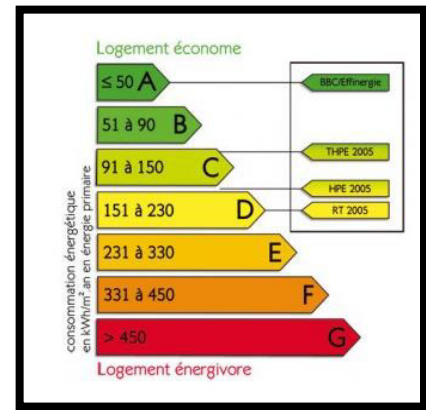 Logement économe
≤ 50 A
BBC/Effinergie
51 à 90 B
THPE 2005
91 à 150 C
HPE 2005
151 à 230 D
RT 2005
231 à 330 E
331 à 450 F
> 450 G
Logement énergivore
consommation énergétique
en kWh/m².an en énergie primaire